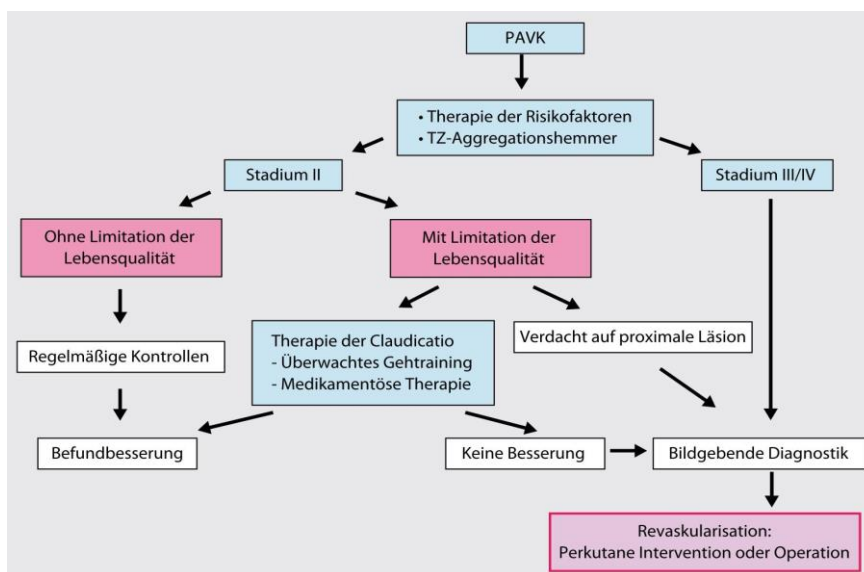 PAVK
• Therapie der Risikofaktoren
• TZ-Aggregationshemmer
Stadium II
Stadium III/IV
Ohne Limitation der
Lebensqualität
Mit Limitation der
Lebensqualität
Regelmäßige Kontrollen
Therapie der Claudicatio
- Überwachtes Gehtraining
- Medikamentöse Therapie
Verdacht auf proximale Läsion
Befundbesserung
Keine Besserung
Bildgebende Diagnostik
Revaskularisation:
Perkutane Intervention oder Operation